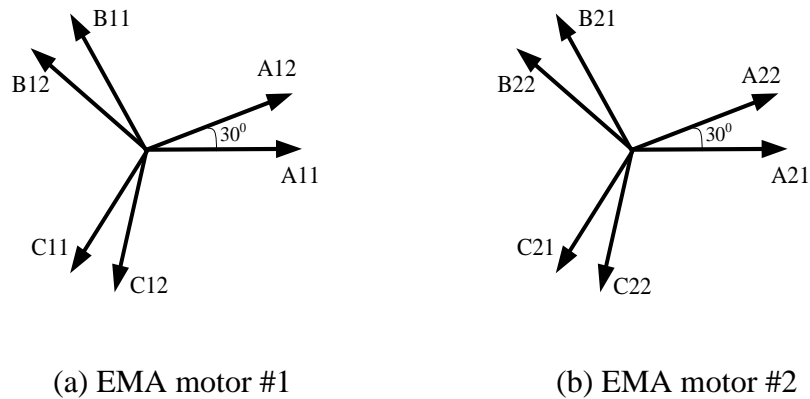 B11
B12
A12
30⁰
A11
C11
C12
B21
B22
A22
30⁰
A21
C21
C22
(a) EMA motor #1
(b) EMA motor #2